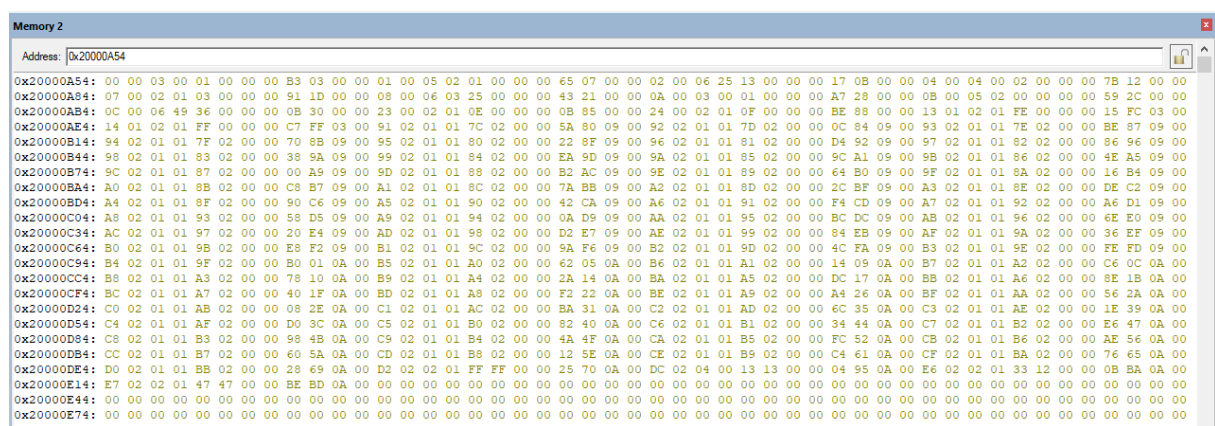 Memory 2
Address: 0x20000A54
0x20000A54: 00 00 03 00 01 00 00 00 B3 03 00 00 01 00 05 02 01 00 00 00 65 07 00 00 02 00 06 25 13 00 00 00 17 0B 00 00 04 00 04 00 02 00 00 00 7B 12 00 00
0x20000A84: 07 00 02 01 03 00 00 00 91 1D 00 00 08 00 06 03 25 00 00 00 43 21 00 00 0A 00 03 00 01 00 00 00 A7 28 00 00 0B 00 05 02 00 00 00 00 59 2C 00 00
0x20000AB4: 0C 00 06 49 36 00 00 00 0B 30 00 00 23 00 02 01 0E 00 00 00 0B 85 00 00 24 00 02 01 0F 00 00 00 BE 88 00 00 13 01 02 01 FE 00 00 00 15 FC 03 00
0x20000AE4: 14 01 02 01 FF 00 00 00 C7 FF 03 00 91 02 01 01 7C 02 00 00 5A 80 09 00 92 02 01 01 7D 02 00 00 0C 84 09 00 93 02 01 01 7E 02 00 00 BE 87 09 00
0x20000B14: 94 02 01 01 7F 02 00 00 70 8B 09 00 95 02 01 01 80 02 00 00 22 8F 09 00 96 02 01 01 81 02 00 00 D4 92 09 00 97 02 01 01 82 02 00 00 86 96 09 00
0x20000B44: 98 02 01 01 83 02 00 00 38 9A 09 00 99 02 01 01 84 02 00 00 EA 9D 09 00 9A 02 01 01 85 02 00 00 9C A1 09 00 9B 02 01 01 86 02 00 00 4E A5 09 00
0x20000B74: 9C 02 01 01 87 02 00 00 00 A9 09 00 9D 02 01 01 88 02 00 00 B2 AC 09 00 9E 02 01 01 89 02 00 00 64 B0 09 00 9F 02 01 01 8A 02 00 00 16 B4 09 00
0x20000BA4: A0 02 01 01 8B 02 00 00 C8 B7 09 00 A1 02 01 01 8C 02 00 00 7A BB 09 00 A2 02 01 01 8D 02 00 00 2C BF 09 00 A3 02 01 01 8E 02 00 00 DE C2 09 00
0x20000BD4: A4 02 01 01 8F 02 00 00 90 C6 09 00 A5 02 01 01 90 02 00 00 42 CA 09 00 A6 02 01 01 91 02 00 00 F4 CD 09 00 A7 02 01 01 92 02 00 00 A6 D1 09 00
0x20000C04: A8 02 01 01 93 02 00 00 58 D5 09 00 A9 02 01 01 94 02 00 00 0A D9 09 00 AA 02 01 01 95 02 00 00 BC DC 09 00 AB 02 01 01 96 02 00 00 6E E0 09 00
0x20000C34: AC 02 01 01 97 02 00 00 20 E4 09 00 AD 02 01 01 98 02 00 00 D2 E7 09 00 AE 02 01 01 99 02 00 00 84 EB 09 00 AF 02 01 01 9A 02 00 00 36 EF 09 00
0x20000C64: B0 02 01 01 9B 02 00 00 E8 F2 09 00 B1 02 01 01 9C 02 00 00 9A F6 09 00 B2 02 01 01 9D 02 00 00 4C FA 09 00 B3 02 01 01 9E 02 00 00 FE FD 09 00
0x20000C94: B4 02 01 01 9F 02 00 00 B0 01 0A 00 B5 02 01 01 A0 02 00 00 62 05 0A 00 B6 02 01 01 A1 02 00 00 14 09 0A 00 B7 02 01 01 A2 02 00 00 C6 0C 0A 00
0x20000CC4: B8 02 01 01 A3 02 00 00 78 10 0A 00 B9 02 01 01 A4 02 00 00 2A 14 0A 00 BA 02 01 01 A5 02 00 00 DC 17 0A 00 BB 02 01 01 A6 02 00 00 8E 1B 0A 00
0x20000CF4: BC 02 01 01 A7 02 00 00 40 1F 0A 00 BD 02 01 01 A8 02 00 00 F2 22 0A 00 BE 02 01 01 A9 02 00 00 A4 26 0A 00 BF 02 01 01 AA 02 00 00 56 2A 0A 00
0x20000D24: C0 02 01 01 AB 02 00 00 08 2E 0A 00 C1 02 01 01 AC 02 00 00 BA 31 0A 00 C2 02 01 01 AD 02 00 00 6C 35 0A 00 C3 02 01 01 AE 02 00 00 1E 39 0A 00
0x20000D54: C4 02 01 01 AF 02 00 00 D0 3C 0A 00 C5 02 01 01 B0 02 00 00 82 40 0A 00 C6 02 01 01 B1 02 00 00 34 44 0A 00 C7 02 01 01 B2 02 00 00 E6 47 0A 00
0x20000D84: C8 02 01 01 B3 02 00 00 98 4B 0A 00 C9 02 01 01 B4 02 00 00 4A 4F 0A 00 CA 02 01 01 B5 02 00 00 FC 52 0A 00 CB 02 01 01 B6 02 00 00 AE 56 0A 00
0x20000DB4: CC 02 01 01 B7 02 00 00 60 5A 0A 00 CD 02 01 01 B8 02 00 00 12 5E 0A 00 CE 02 01 01 B9 02 00 00 C4 61 0A 00 CF 02 01 01 BA 02 00 00 76 65 0A 00
0x20000DE4: D0 02 01 01 BB 02 00 00 28 69 0A 00 D2 02 02 01 FF FF 00 00 25 70 0A 00 DC 02 04 00 13 13 00 00 04 95 0A 00 E6 02 02 01 33 12 00 00 0B BA 0A 00
0x20000E14: E7 02 02 01 47 47 00 00 BE BD 0A 00 00 00 00 00 00 00 00 00 00 00 00 00 00 00 00 00 00 00 00 00 00 00 00 00 00 00 00 00 00 00 00 00 00 00 00 00
0x20000E44: 00 00 00 00 00 00 00 00 00 00 00 00 00 00 00 00 00 00 00 00 00 00 00 00 00 00 00 00 00 00 00 00 00 00 00 00 00 00 00 00 00 00 00 00 00 00 00 00
0x20000E74: 00 00 00 00 00 00 00 00 00 00 00 00 00 00 00 00 00 00 00 00 00 00 00 00 00 00 00 00 00 00 00 00 00 00 00 00 00 00 00 00 00 00 00 00 00 00 00 00